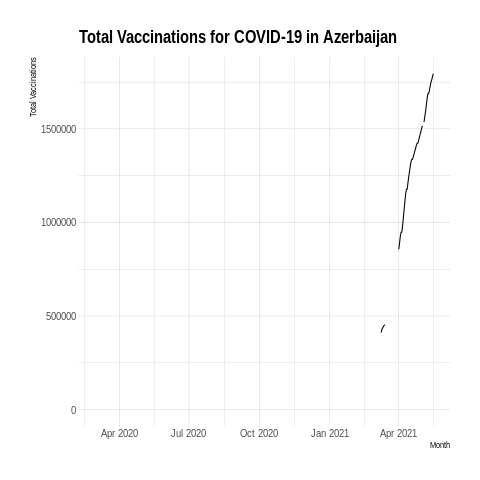 Total Vaccinations for COVID-19 in Azerbaijan
Total Vaccinations
1500000
1000000
500000
0
Apr 2020 Jul 2020 Oct 2020 Jan 2021 Apr 2021
Month